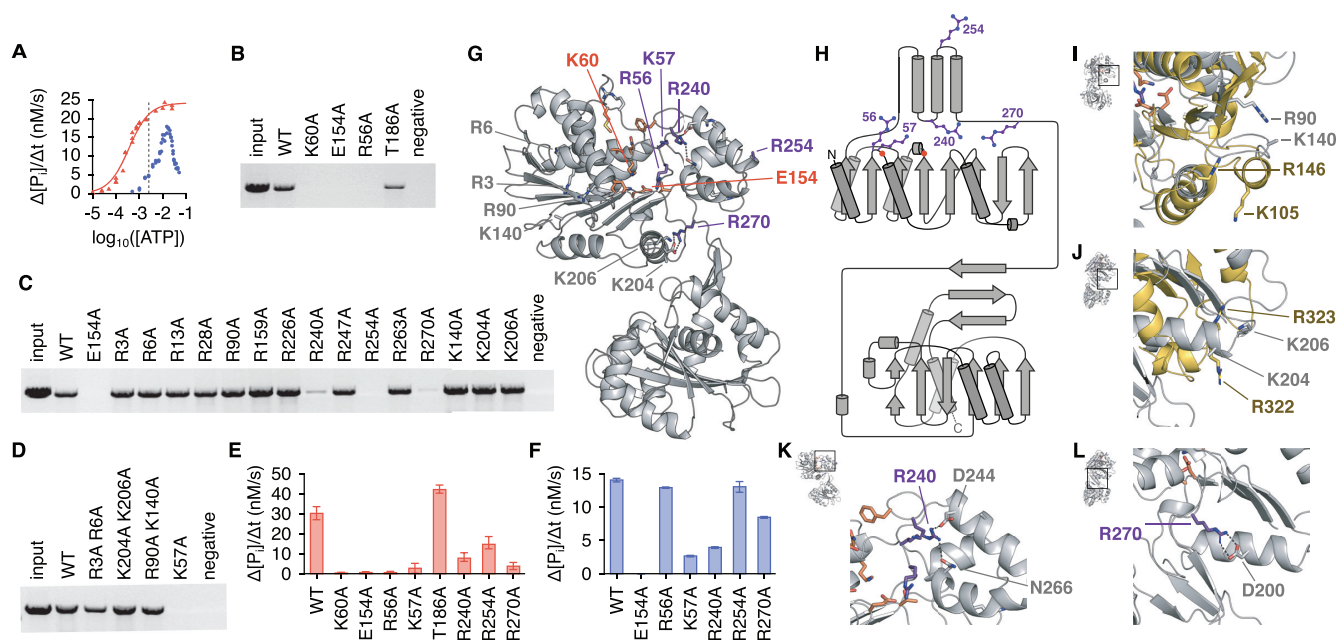 A
Δ[Pᵢ]/Δt (nM/s)
25
20
15
10
5
0
-5 -4 -3 -2 -1
log₁₀([ATP])
B
input
WT
K60A
E154A
R56A
T186A
negative
C
input
WT
E154A
R3A
R6A
R13A
R28A
R90A
R159A
R226A
R240A
R247A
R254A
R263A
R270A
K140A
K204A
K206A
negative
D
input
WT
R3A R6A
K204A K206A
R90A K140A
K57A
negative
E
Δ[Pᵢ]/Δt (nM/s)
50
40
30
20
10
0
WT
K60A
E154A
R56A
K57A
T186A
R240A
R254A
R270A
F
Δ[Pᵢ]/Δt (nM/s)
15
10
5
0
WT
E154A
R56A
K57A
R240A
R254A
R270A
G
K60
K57
R56
R240
R6
R254
R3
E154
R90
K140
R270
K206
K204
H
254
56
57
240
270
N
C
I
R90
K140
R146
K105
J
R323
K206
K204
R322
K
R240
D244
N266
L
R270
D200